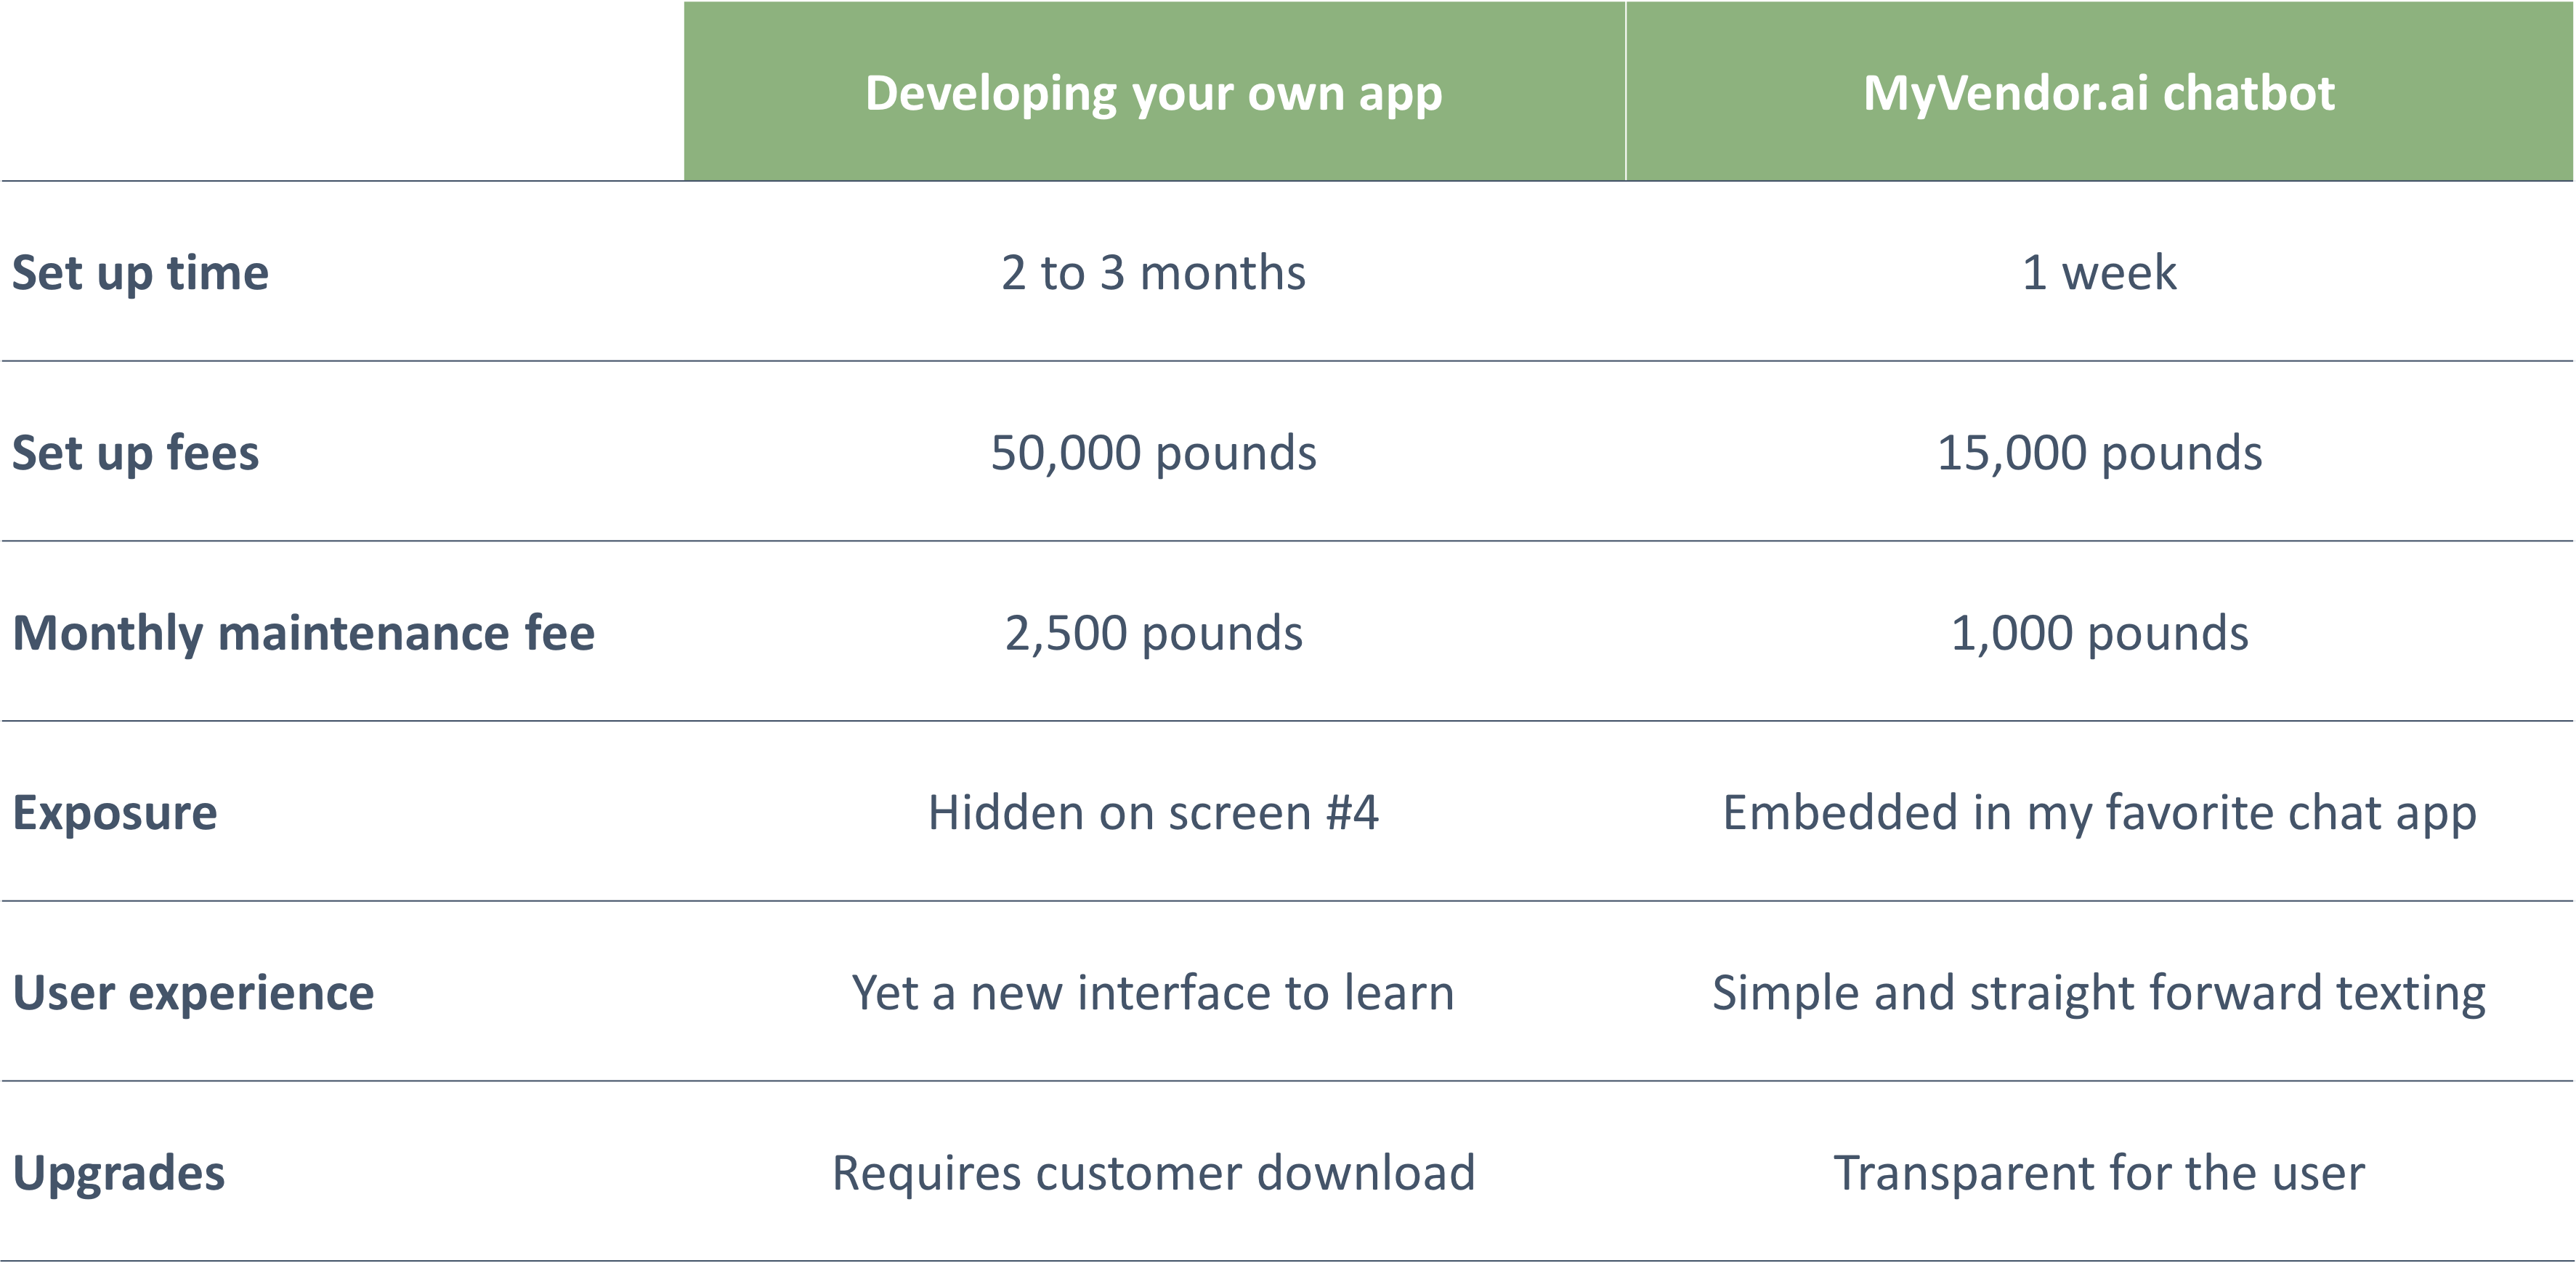 Developing your own app MyVendor.ai chatbot
Set up time 2 to 3 months 1 week
Set up fees 50,000 pounds 15,000 pounds
Monthly maintenance fee 2,500 pounds 1,000 pounds
Exposure Hidden on screen #4 Embedded in my favorite chat app
User experience Yet a new interface to learn Simple and straight forward texting
Upgrades Requires customer download Transparent for the user